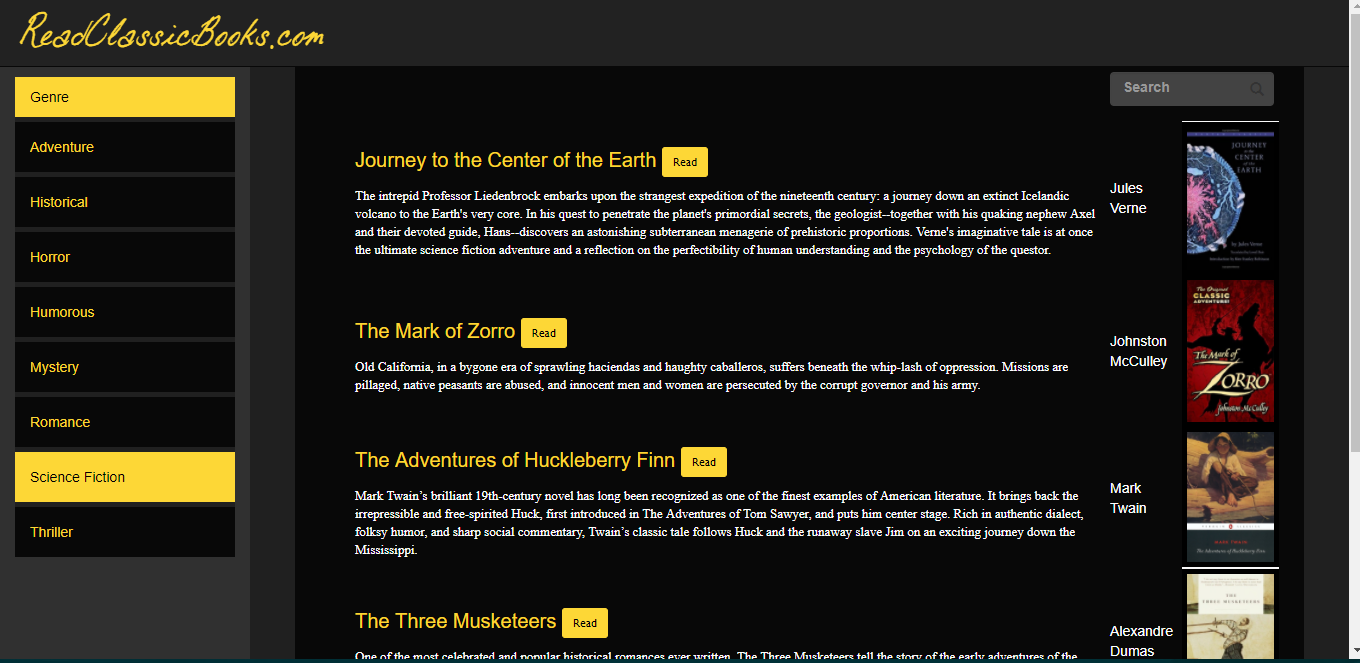 ReadClassicBooks.com
Genre
Adventure
Historical
Horror
Humorous
Mystery
Romance
Science Fiction
Thriller
Search
Journey to the Center of the Earth Read
The intrepid Professor Liedenbrock embarks upon the strangest expedition of the nineteenth century: a journey down an extinct Icelandic
volcano to the Earth's very core. In his quest to penetrate the planet's primordial secrets, the geologist--together with his quaking nephew Axel
and their devoted guide, Hans--discovers an astonishing subterranean menagerie of prehistoric proportions. Verne's imaginative tale is at once
the ultimate science fiction adventure and a reflection on the perfectibility of human understanding and the psychology of the questor.
Jules
Verne
JOURNEY
CENTER
OF THE
EARTH
by Jules Verne
The Mark of Zorro Read
Old California, in a bygone era of sprawling haciendas and haughty caballeros, suffers beneath the whip-lash of oppression. Missions are
pillaged, native peasants are abused, and innocent men and women are persecuted by the corrupt governor and his army.
Johnston
McCulley
The Original
CLASSIC
ADVENTURE!
The Mark of
ZORRO
Johnston McCulley
The Adventures of Huckleberry Finn Read
Mark Twain’s brilliant 19th-century novel has long been recognized as one of the finest examples of American literature. It brings back the
irrepressible and free-spirited Huck, first introduced in The Adventures of Tom Sawyer, and puts him center stage. Rich in authentic dialect,
folksy humor, and sharp social commentary, Twain’s classic tale follows Huck and the runaway slave Jim on an exciting journey down the
Mississippi.
Mark
Twain
MARK TWAIN
The Adventures of Huckleberry Finn
The Three Musketeers Read
One of the most celebrated and popular historical romances ever written, The Three Musketeers tell the story of the early adventures of the
Alexandre
Dumas
THE
THREE MUSKETEERS